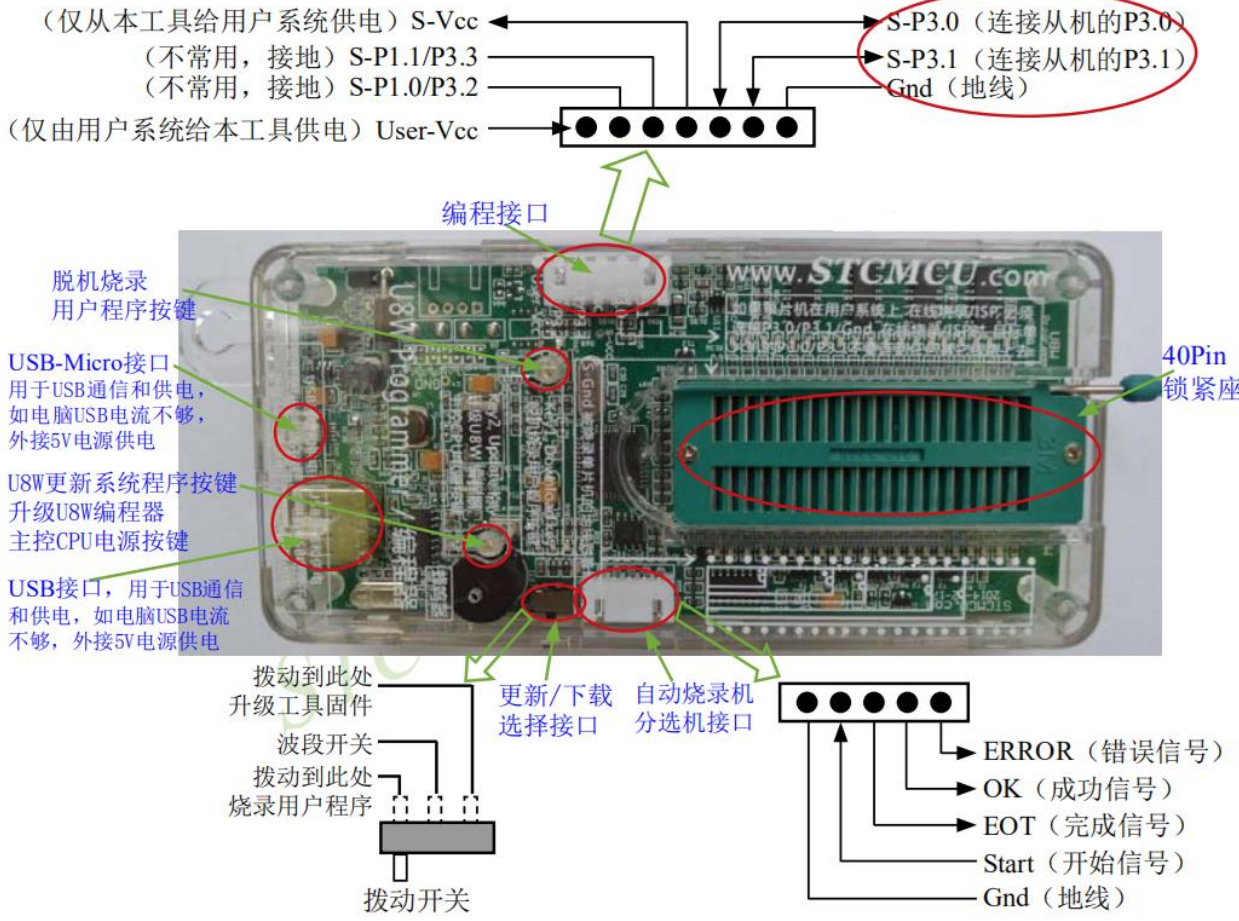 (仅从本工具给用户系统供电) S-Vcc
(不常用，接地) S-P1.1/P3.3
(不常用，接地) S-P1.0/P3.2
(仅由用户系统给本工具供电) User-Vcc
S-P3.0 (连接从机的P3.0)
S-P3.1 (连接从机的P3.1)
Gnd (地线)
编程接口
脱机烧录
用户程序按键
USB-Micro接口
用于USB通信和供电，
如电脑USB电流不够，
外接5V电源供电
U8W更新系统程序按键
升级U8W编程器
主控CPU电源按键
USB接口，用于USB通信
和供电，如电脑USB电流
不够，外接5V电源供电
www.STCMCU.com
U8W programmer
S-Gnd
3M
40Pin
锁紧座
拨动到此处
升级工具固件
波段开关
拨动到此处
烧录用户程序
拨动开关
更新/下载
选择接口
自动烧录机
分选机接口
ERROR (错误信号)
OK (成功信号)
EOT (完成信号)
Start (开始信号)
Gnd (地线)